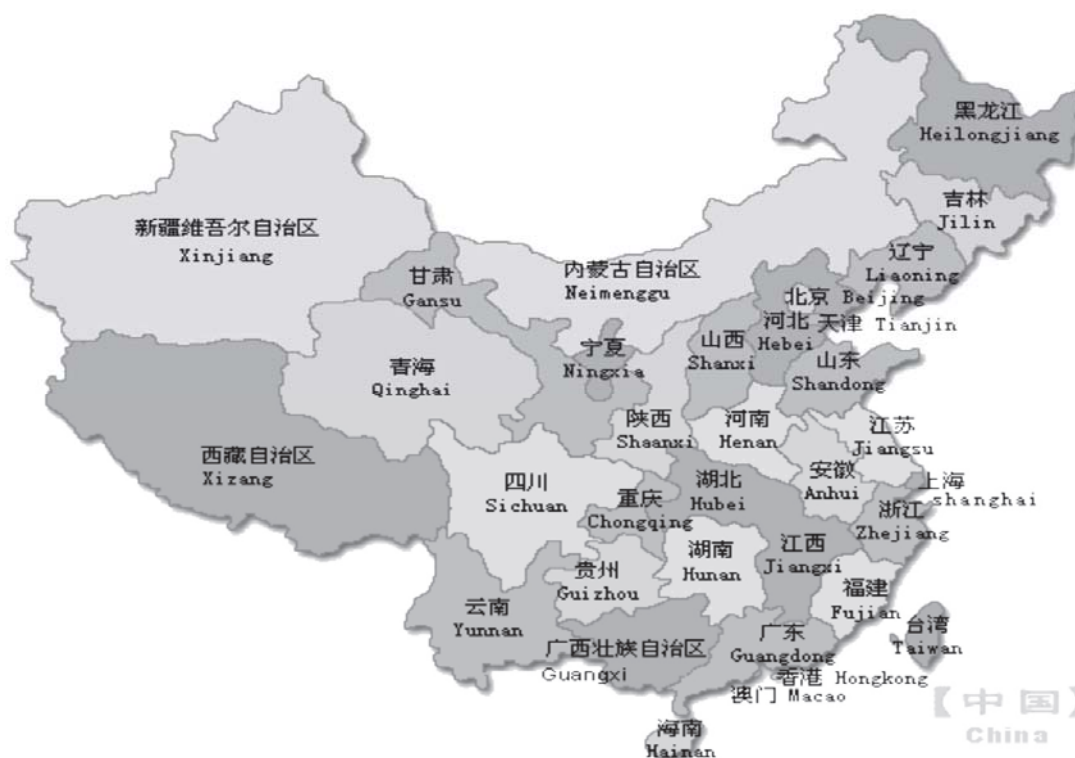 黑龙江
Heilongjiang
吉林
Jilin
新疆维吾尔自治区
Xinjiang
辽宁
Liaoning
内蒙古自治区
Neimenggu
甘肃
Gansu
北京 Beijing
天津 Tianjin
河北
Hebei
山西
Shanxi
宁夏
Ningxia
山东
Shandong
青海
Qinghai
陕西
Shaanxi
河南
Henan
江苏
Jiangsu
西藏自治区
Xizang
四川
Sichuan
安徽
Anhui
湖北
Hubei
上海
shanghai
重庆
Chongqing
浙江
Zhejiang
湖南
Hunan
江西
Jiangxi
贵州
Guizhou
福建
Fujian
云南
Yunnan
台湾
Taiwan
广东
Guangdong
广西壮族自治区
Guangxi
香港 Hongkong
澳门 Macao
海南
Hainan
【中国】
China